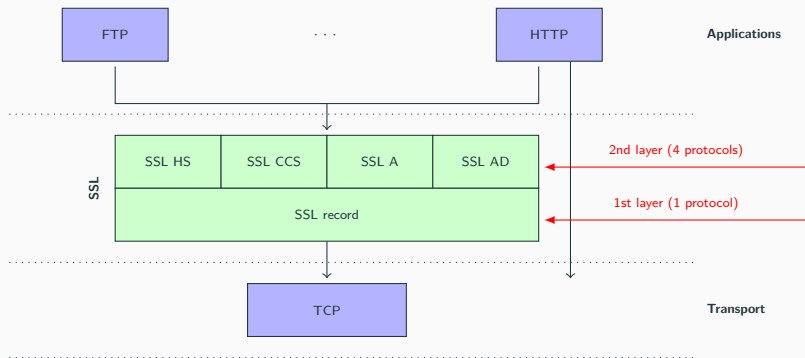 FTP
. . .
HTTP
Applications
SSL
SSL HS
SSL CCS
SSL A
SSL AD
2nd layer (4 protocols)
SSL record
1st layer (1 protocol)
TCP
Transport